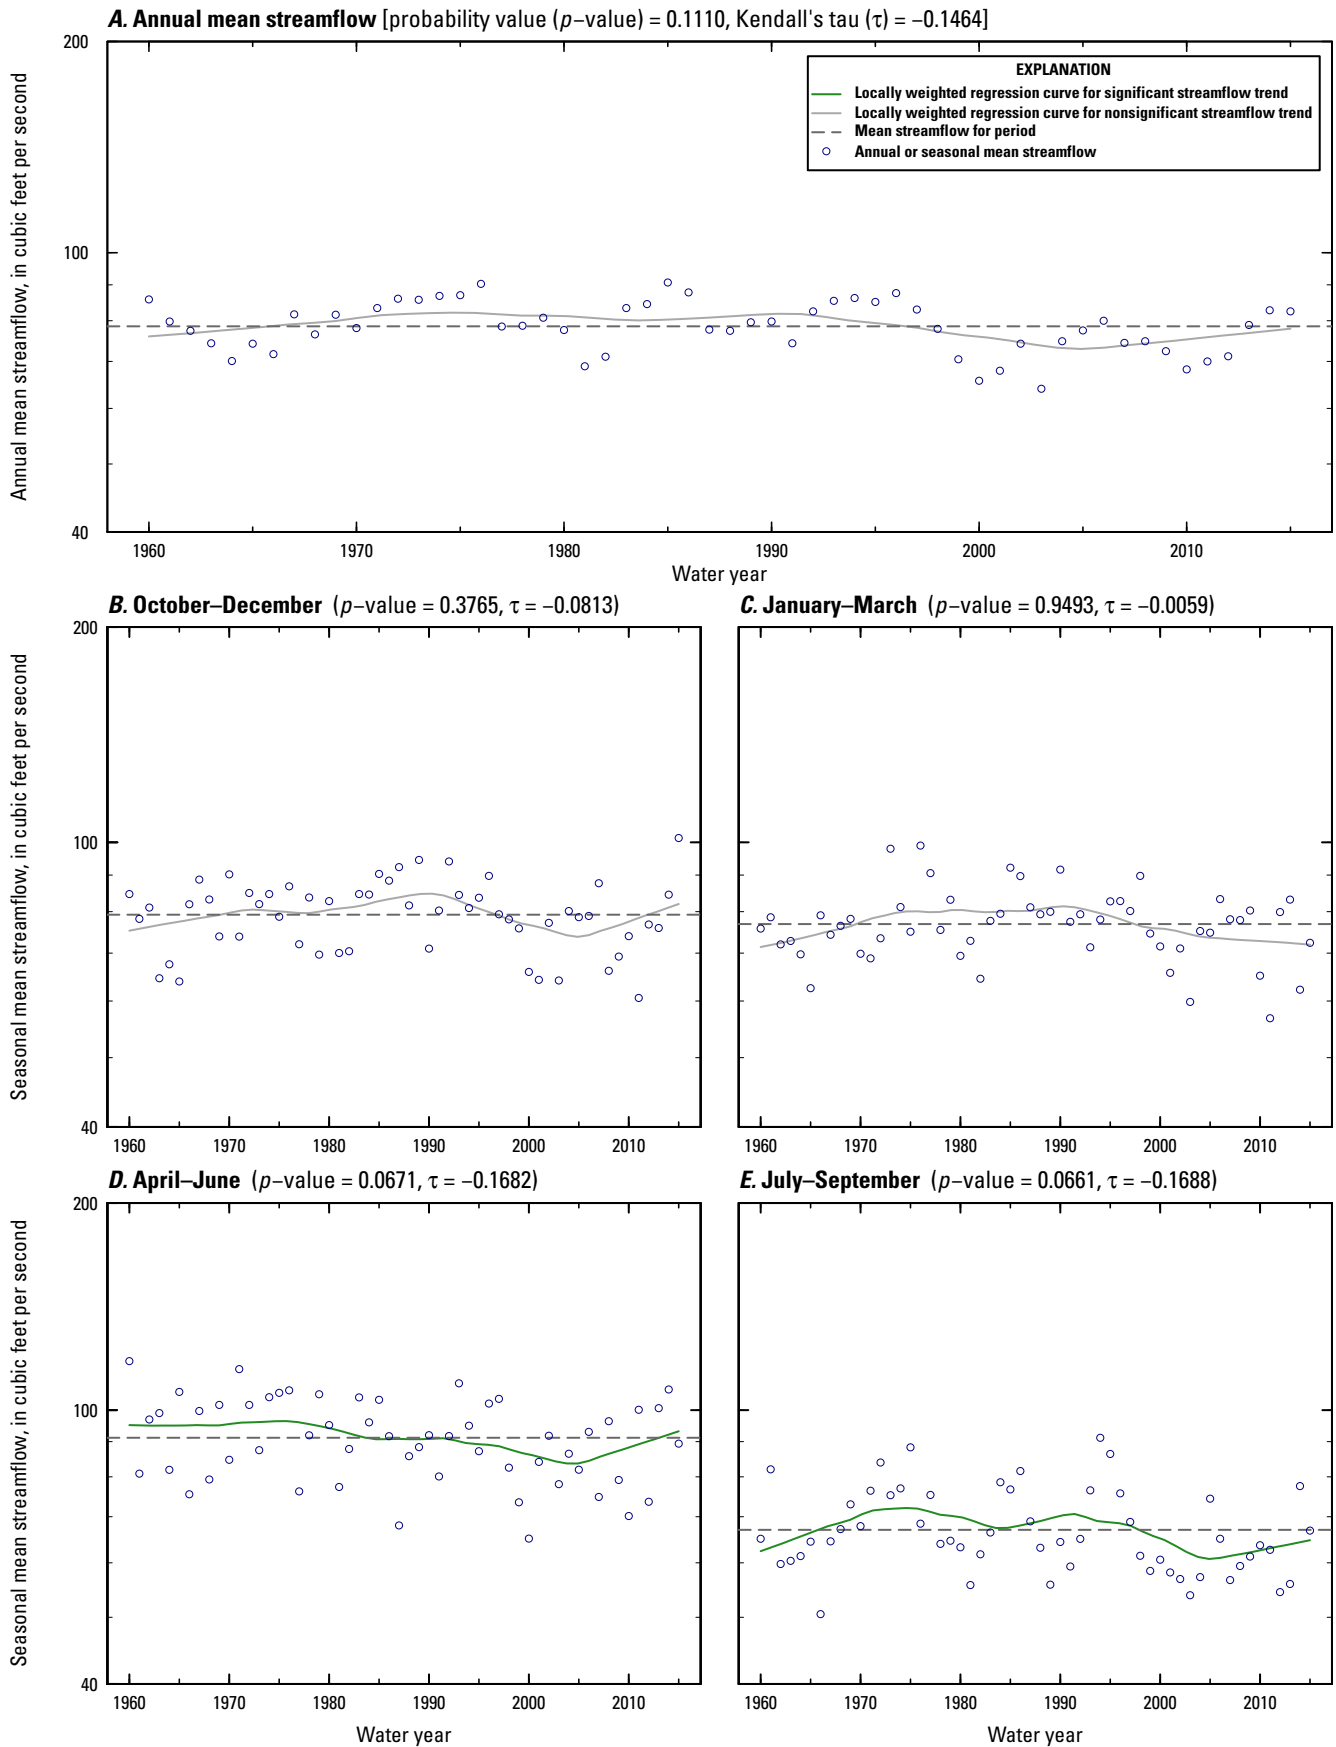 A. Annual mean streamflow [probability value (p−value) = 0.1110, Kendall's tau (τ) = −0.1464]
200
100
40
Annual mean streamflow, in cubic feet per second
EXPLANATION
Locally weighted regression curve for significant streamflow trend
Locally weighted regression curve for nonsignificant streamflow trend
Mean streamflow for period
Annual or seasonal mean streamflow
1960 1970 1980 1990 2000 2010
Water year
B. October–December (p−value = 0.3765, τ = −0.0813)
200
100
40
Seasonal mean streamflow, in cubic feet per second
1960 1970 1980 1990 2000 2010
C. January–March (p−value = 0.9493, τ = −0.0059)
1960 1970 1980 1990 2000 2010
D. April–June (p−value = 0.0671, τ = −0.1682)
200
100
40
Seasonal mean streamflow, in cubic feet per second
1960 1970 1980 1990 2000 2010
Water year
E. July–September (p−value = 0.0661, τ = −0.1688)
1960 1970 1980 1990 2000 2010
Water year